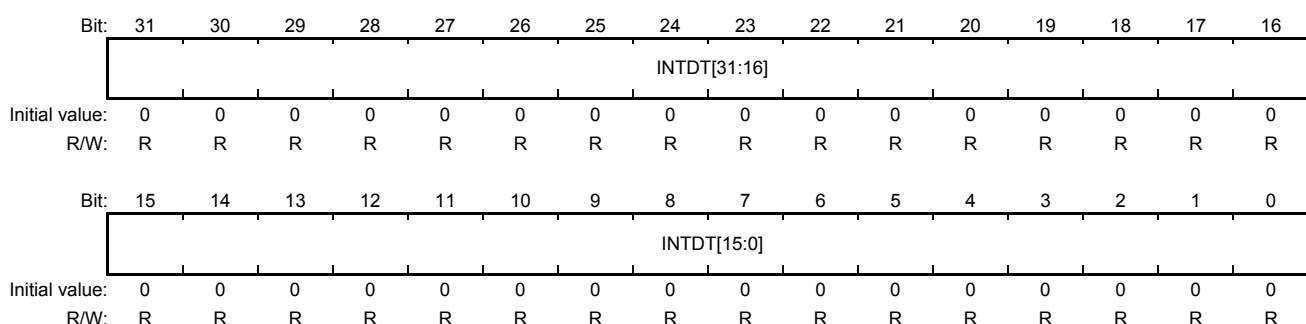 Bit: 31 30 29 28 27 26 25 24 23 22 21 20 19 18 17 16
INTDT[31:16]
Initial value: 0 0 0 0 0 0 0 0 0 0 0 0 0 0 0 0
R/W: R R R R R R R R R R R R R R R R
Bit: 15 14 13 12 11 10 9 8 7 6 5 4 3 2 1 0
INTDT[15:0]
Initial value: 0 0 0 0 0 0 0 0 0 0 0 0 0 0 0 0
R/W: R R R R R R R R R R R R R R R R